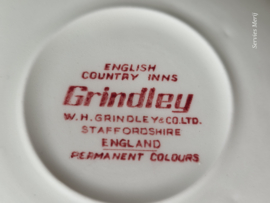 ENGLISH
COUNTRY INNS
Grindley
W.H. GRINDLEY & CO. LTD.
STAFFORDSHIRE
ENGLAND
PERMANENT COLOURS